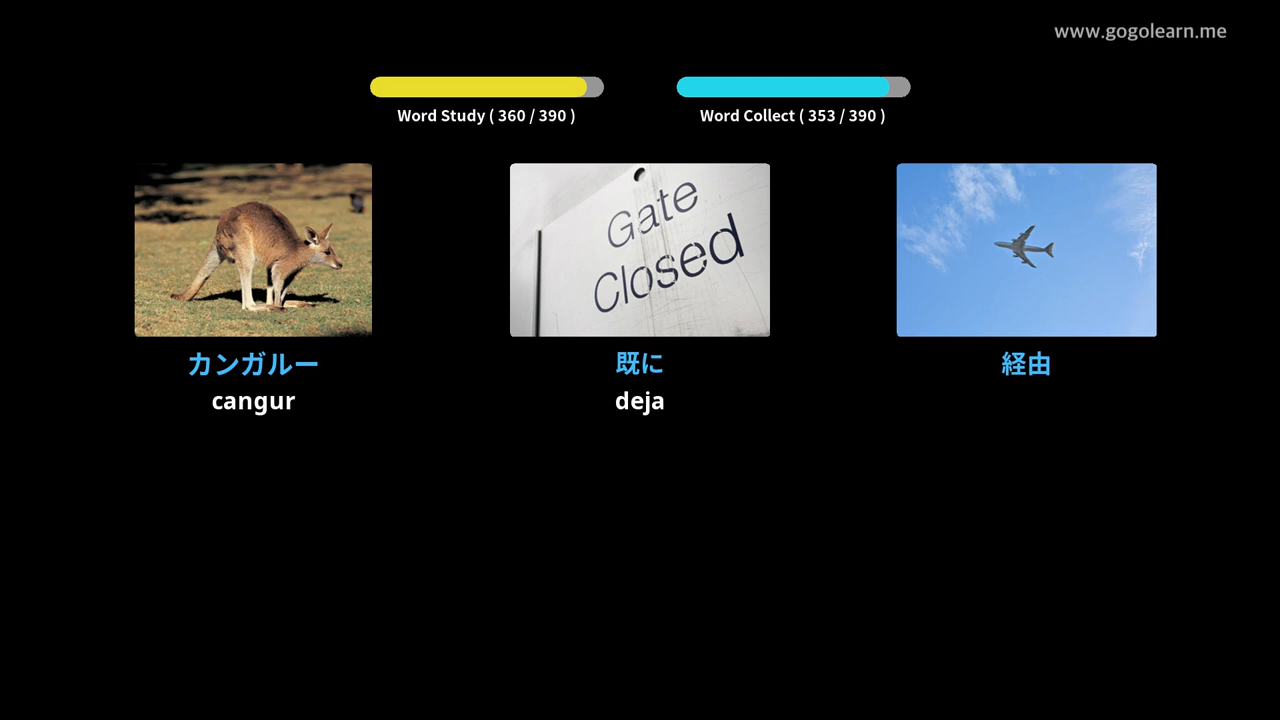 www.gogolearn.me
Word Study ( 360 / 390 )
Word Collect ( 353 / 390 )
Gate
Closed
カンガルー
cangur
既に
deja
経由